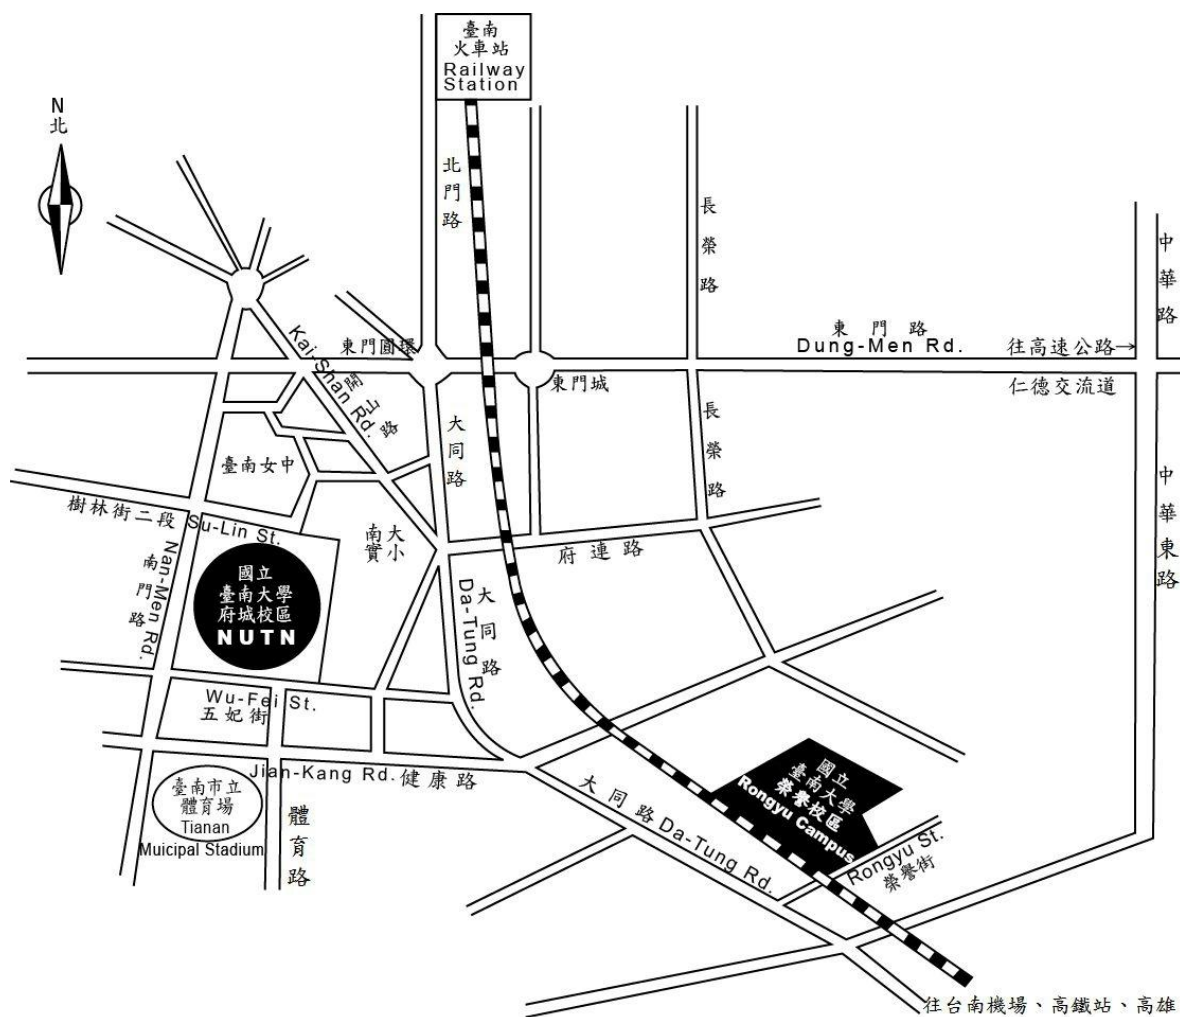 臺南
火車站
Railway
Station
N
北
北門路
長榮路
中華路
東門路
Dung-Men Rd.
往高速公路→
仁德交流道
東門圓環
東門城
Kai-Shan Rd.
開山路
大同路
長榮路
中華東路
臺南女中
樹林街二段
Su-Lin St.
南大
實小
府連路
南門路
Nan-Men Rd.
國立
臺南大學
府城校區
NUTN
大同路
Da-Tung Rd.
Wu-Fei St.
五妃街
Jian-Kang Rd. 健康路
臺南市立
體育場
Tianan
Muicipal Stadium
體育路
國立
臺南大學
榮譽校區
Rongyu Campus
大同路 Da-Tung Rd.
Rongyu St.
榮譽街
往台南機場、高鐵站、高雄